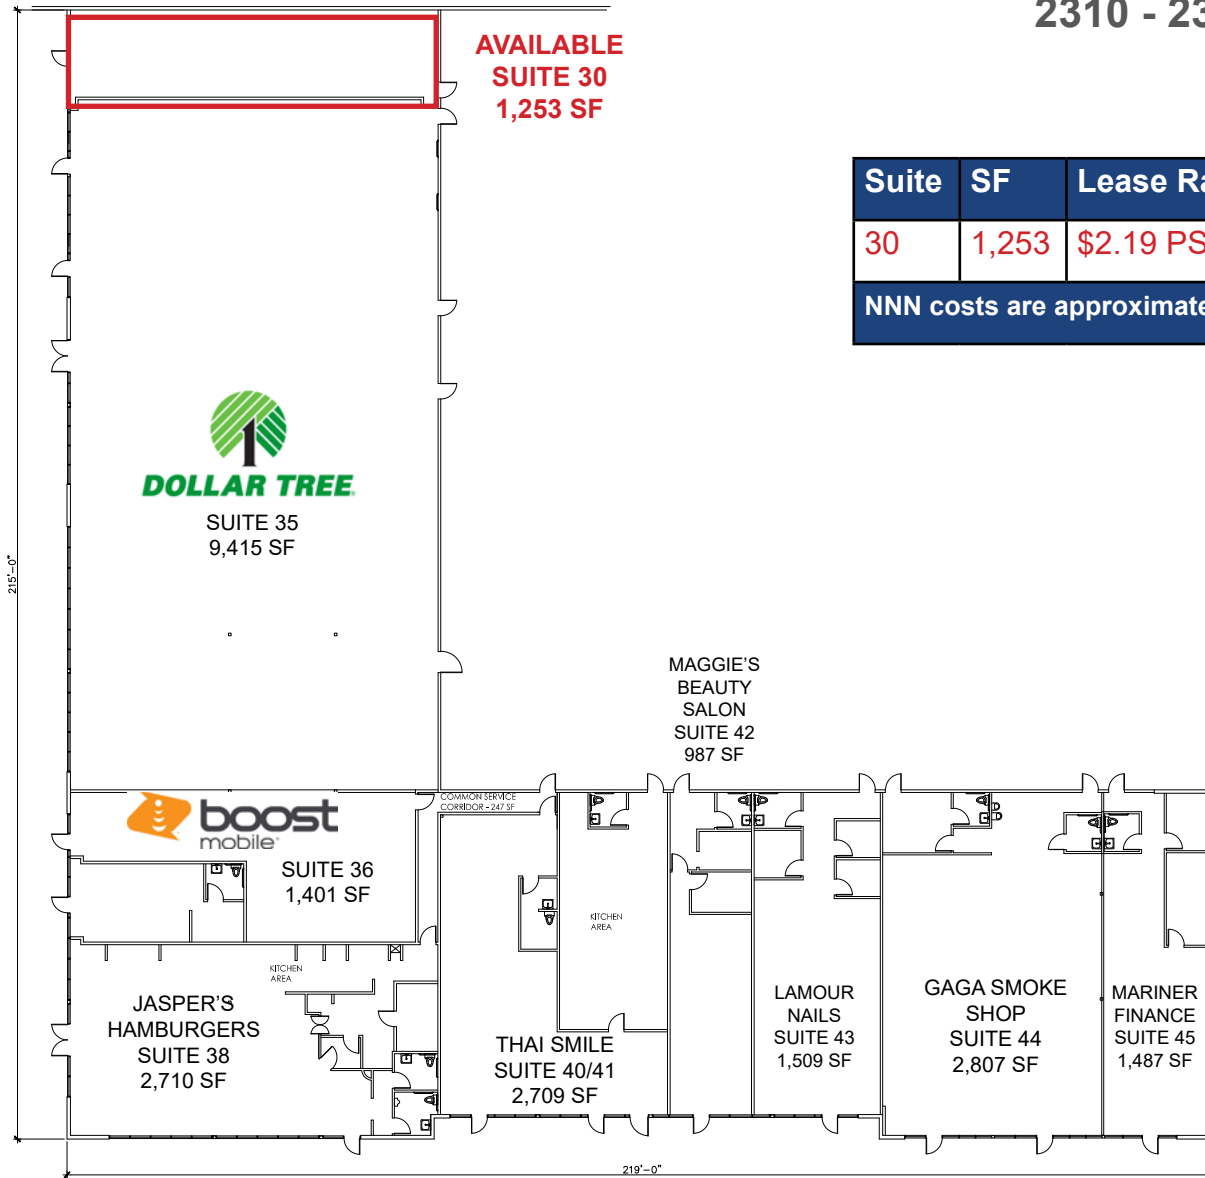 2310 - 23
AVAILABLE
SUITE 30
1,253 SF
Suite SF Lease Ra
30 1,253 $2.19 PS
NNN costs are approximate
DOLLAR TREE
SUITE 35
9,415 SF
215'-0"
MAGGIE'S
BEAUTY
SALON
SUITE 42
987 SF
boost
mobile
SUITE 36
1,401 SF
COMMON SERVICE
CORRIDOR - 247 SF
KITCHEN
AREA
KITCHEN
AREA
JASPER'S
HAMBURGERS
SUITE 38
2,710 SF
THAI SMILE
SUITE 40/41
2,709 SF
LAMOUR
NAILS
SUITE 43
1,509 SF
GAGA SMOKE
SHOP
SUITE 44
2,807 SF
MARINER
FINANCE
SUITE 45
1,487 SF
219'-0"